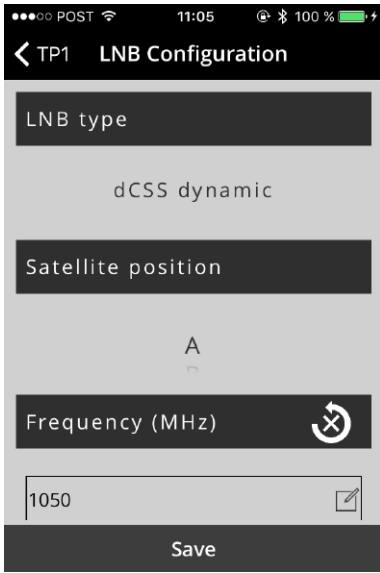 POST 11:05 100 %
TP1 LNB Configuration
LNB type
dCSS dynamic
Satellite position
A
Frequency (MHz)
1050
Save